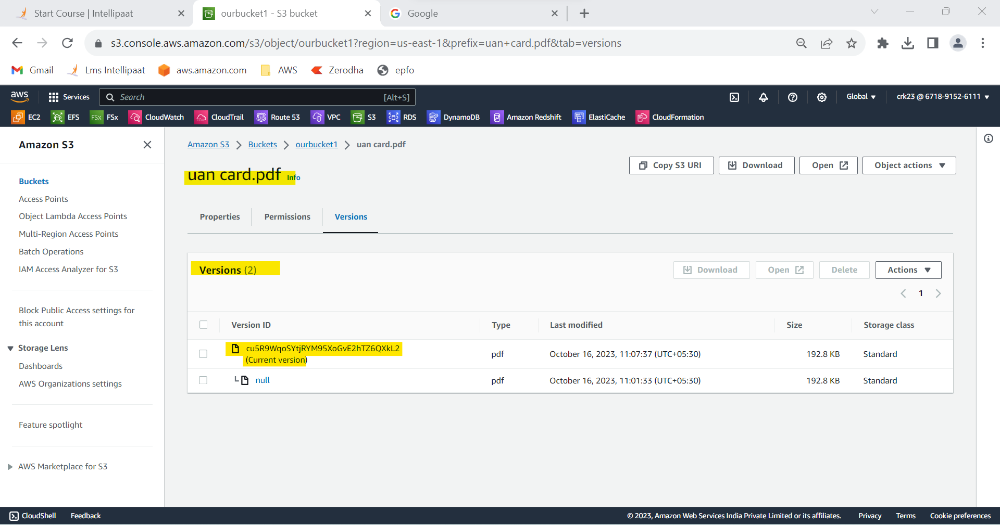 Start Course | Intellipaat
ourbucket1 - S3 bucket
Google
s3.console.aws.amazon.com/s3/object/ourbucket1?region=us-east-1&prefix=uan+card.pdf&tab=versions
Gmail
Lms Intellipaat
aws.amazon.com
AWS
Zerodha
epfo
aws
Services
Search
[Alt+S]
Global
crk23 @ 6718-9152-6111
EC2
EFS
FSx
FSx
CloudWatch
CloudTrail
Route 53
VPC
S3
RDS
DynamoDB
Amazon Redshift
ElastiCache
CloudFormation
Amazon S3
Buckets
Access Points
Object Lambda Access Points
Multi-Region Access Points
Batch Operations
IAM Access Analyzer for S3
Block Public Access settings for
this account
Storage Lens
Dashboards
AWS Organizations settings
Feature spotlight
AWS Marketplace for S3
Amazon S3
Buckets
ourbucket1
uan card.pdf
uan card.pdf Info
Copy S3 URI
Download
Open
Object actions
Properties
Permissions
Versions
Versions (2)
Download
Open
Delete
Actions
1
Version ID
Type
Last modified
Size
Storage class
cu5R9WqoSYtjRYM95XoGvE2hTZ6QXkL2
(Current version)
pdf
October 16, 2023, 11:07:37 (UTC+05:30)
192.8 KB
Standard
null
pdf
October 16, 2023, 11:01:33 (UTC+05:30)
192.8 KB
Standard
CloudShell
Feedback
© 2023, Amazon Web Services India Private Limited or its affiliates.
Privacy
Terms
Cookie preferences